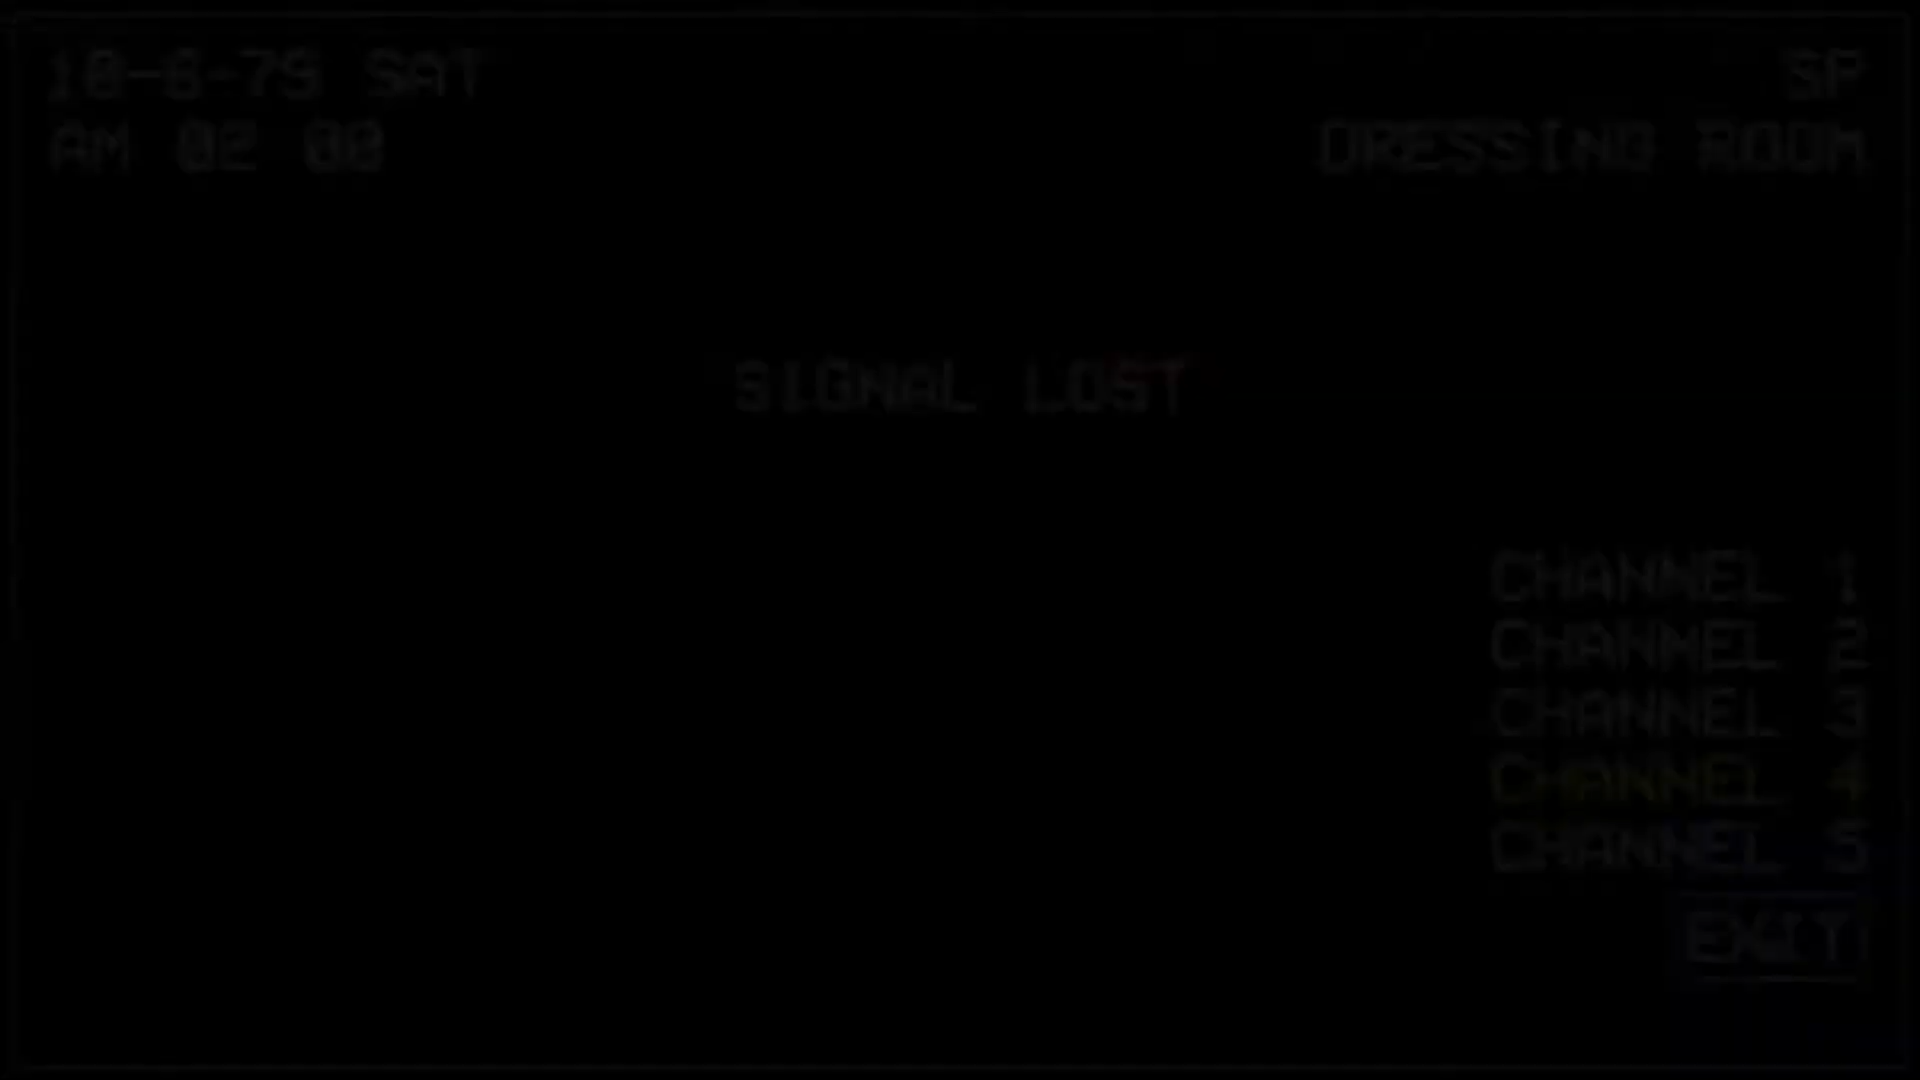 10-6-79 SAT
SP
AM 02 00
DRESSING ROOM
SIGNAL LOST
CHANNEL 1
CHANNEL 2
CHANNEL 3
CHANNEL 4
CHANNEL 5
EXIT